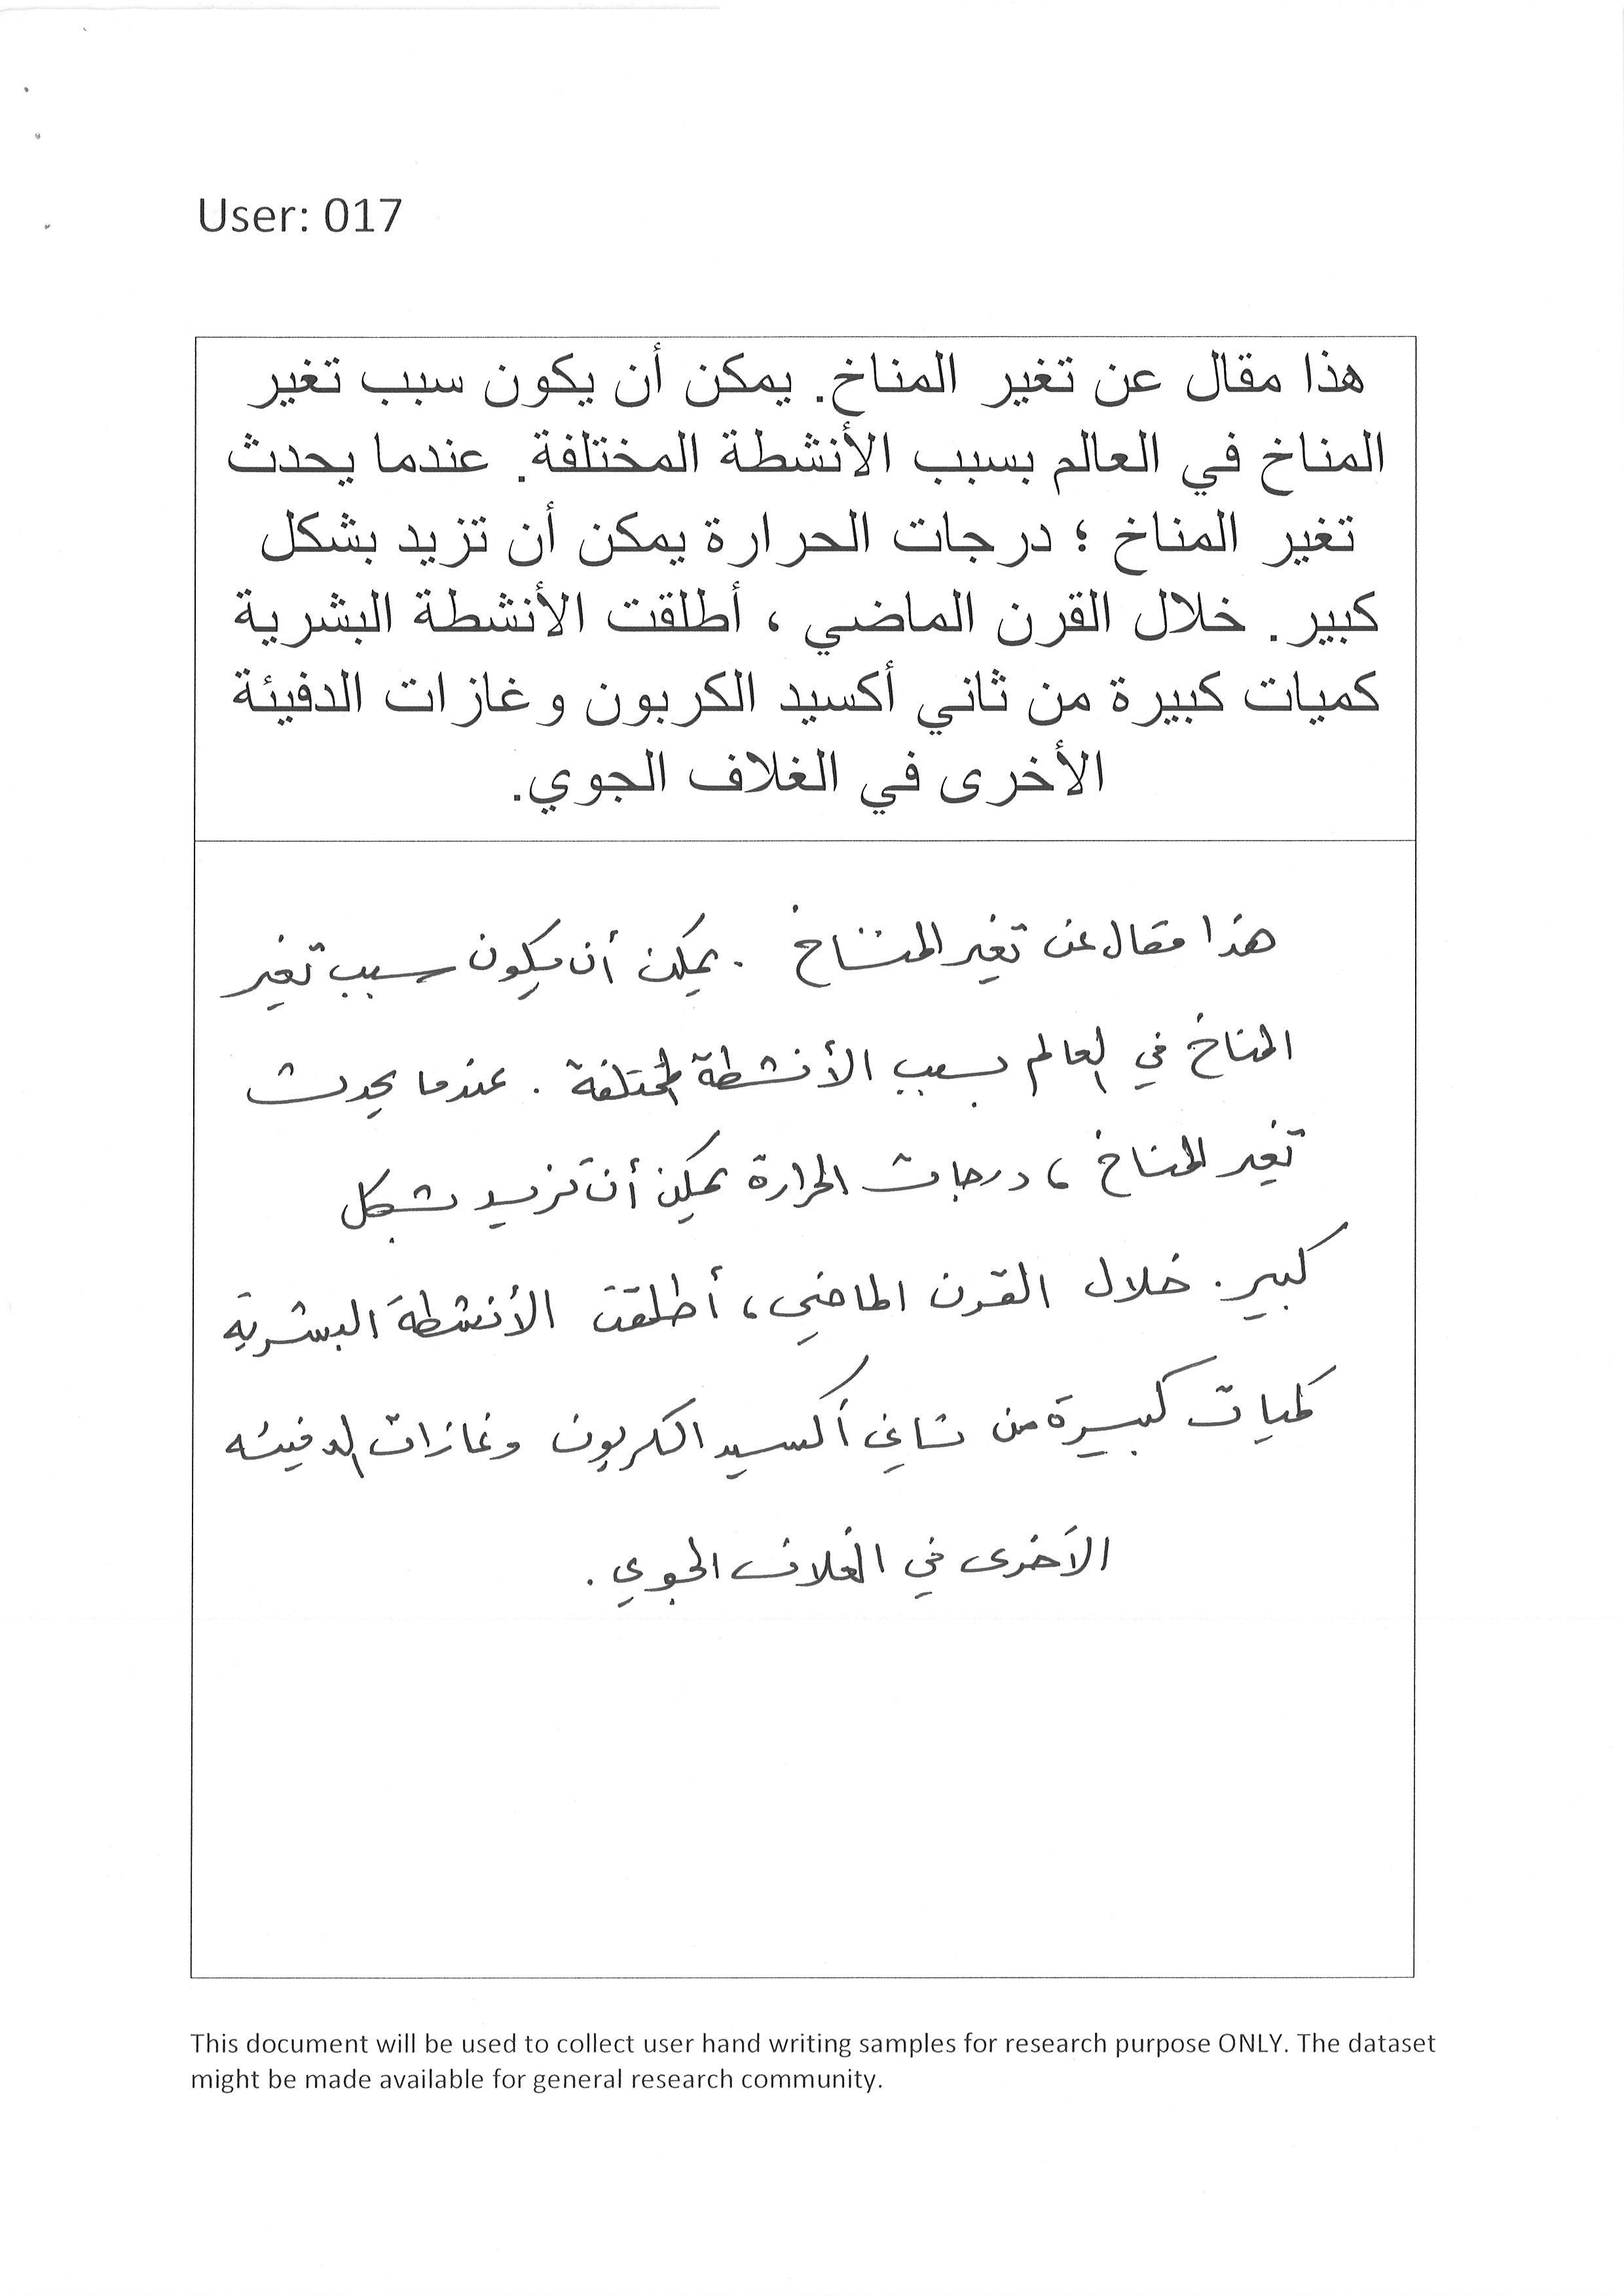 User: 017
هذا مقال عن تغير المناخ. يمكن أن يكون سبب تغير
المناخ في العالم بسبب الأنشطة المختلفة. عندما يحدث
تغير المناخ ؛ درجات الحرارة يمكن أن تزيد بشكل
كبير. خلال القرن الماضي ، أطلقت الأنشطة البشرية
كميات كبيرة من ثاني أكسيد الكربون وغازات الدفيئة
الأخرى في الغلاف الجوي.
هذا مقال عن تغير المناخ . يمكن أن يكون سبب تغير
المناخ في العالم بسبب الأنشطة المختلفة . عندما يحدث
تغير المناخ ، درجات الحرارة يمكن أن تزيد بشكل
كبير . خلال القرن الماضي ، أطلقت الأنشطة البشرية
كميات كبيرة من ثاني أكسيد الكربون وغازات الدفيئه
الأخرى في الغلاف الجوي .
This document will be used to collect user hand writing samples for research purpose ONLY. The dataset
might be made available for general research community.